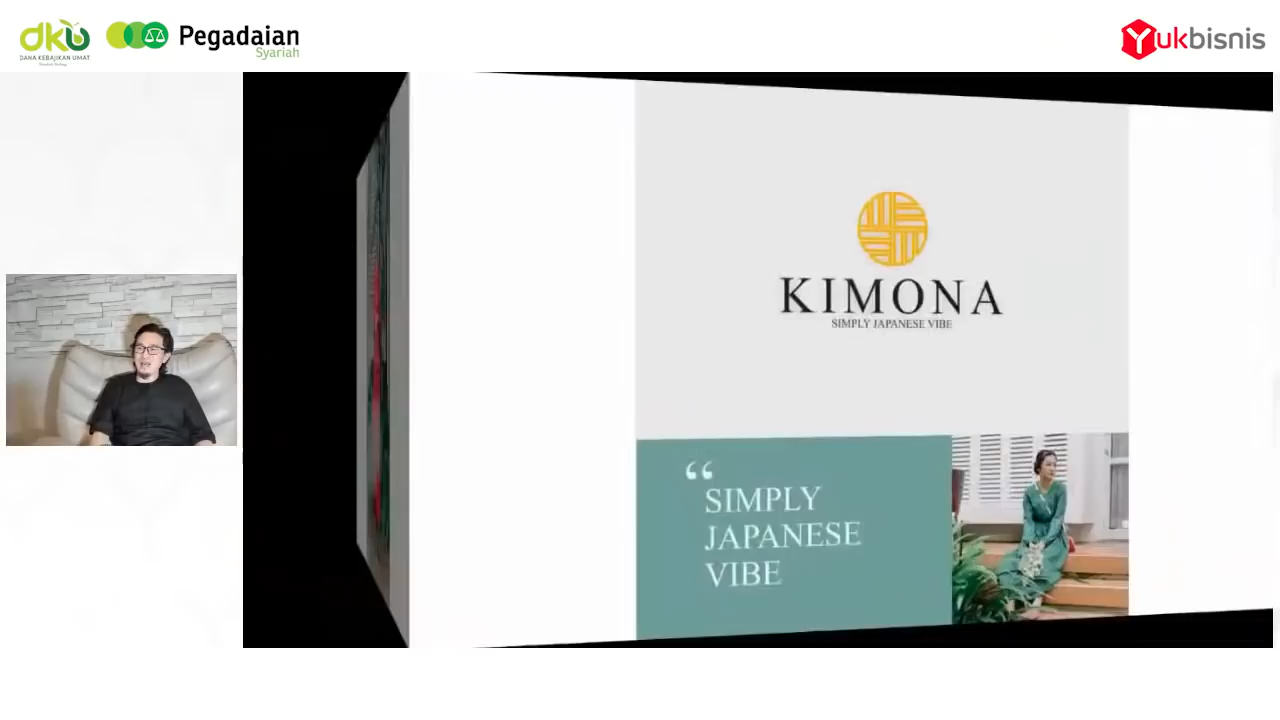 dku
DANA KEBAJIKAN UMAT
Pegadaian
Syariah
Yukbisnis
KIMONA
SIMPLY JAPANESE VIBE
“ SIMPLY
JAPANESE
VIBE